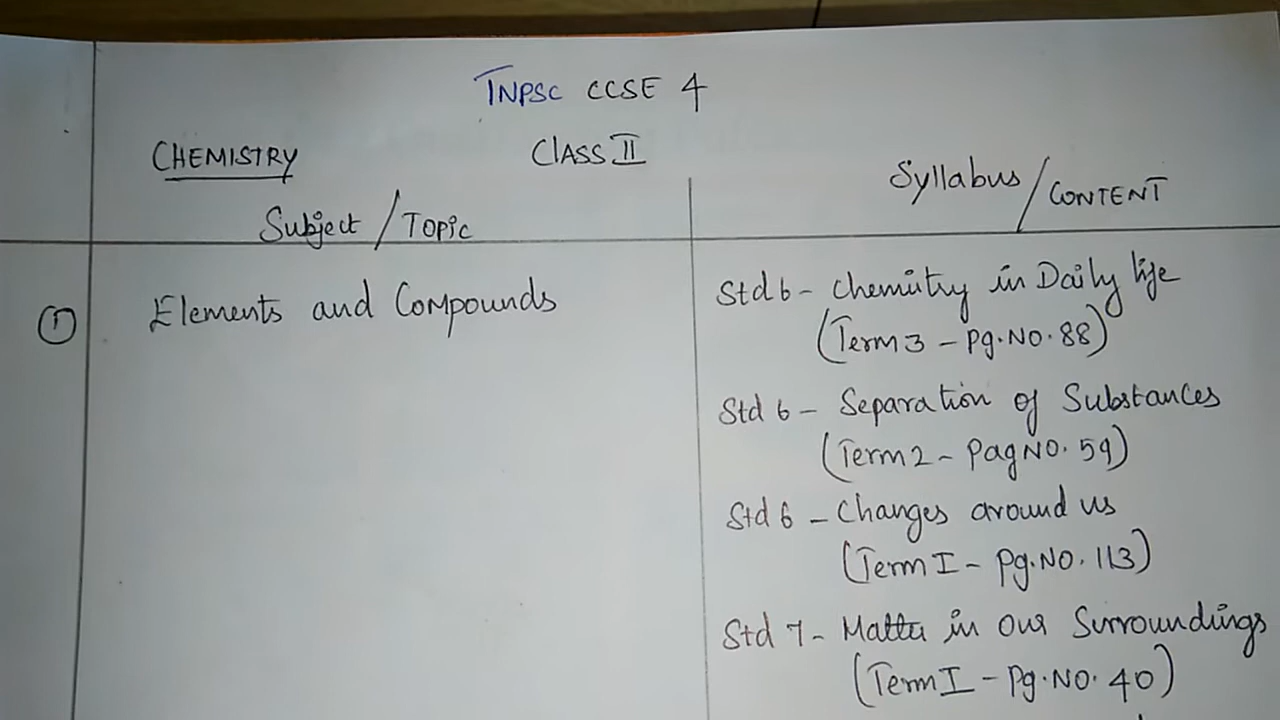 TNPSC CCSE 4
CHEMISTRY
CLASS II
Subject / TOPIC
Syllabus / CONTENT
① Elements and Compounds
Std 6 - Chemistry in Daily life
(Term 3 - Pg.No. 88)
Std 6 - Separation of Substances
(Term 2 - Pag No. 59)
Std 6 - Changes around us
(Term I - Pg.No. 113)
Std 7 - Matter in our Surroundings
(Term I - Pg.No. 40)